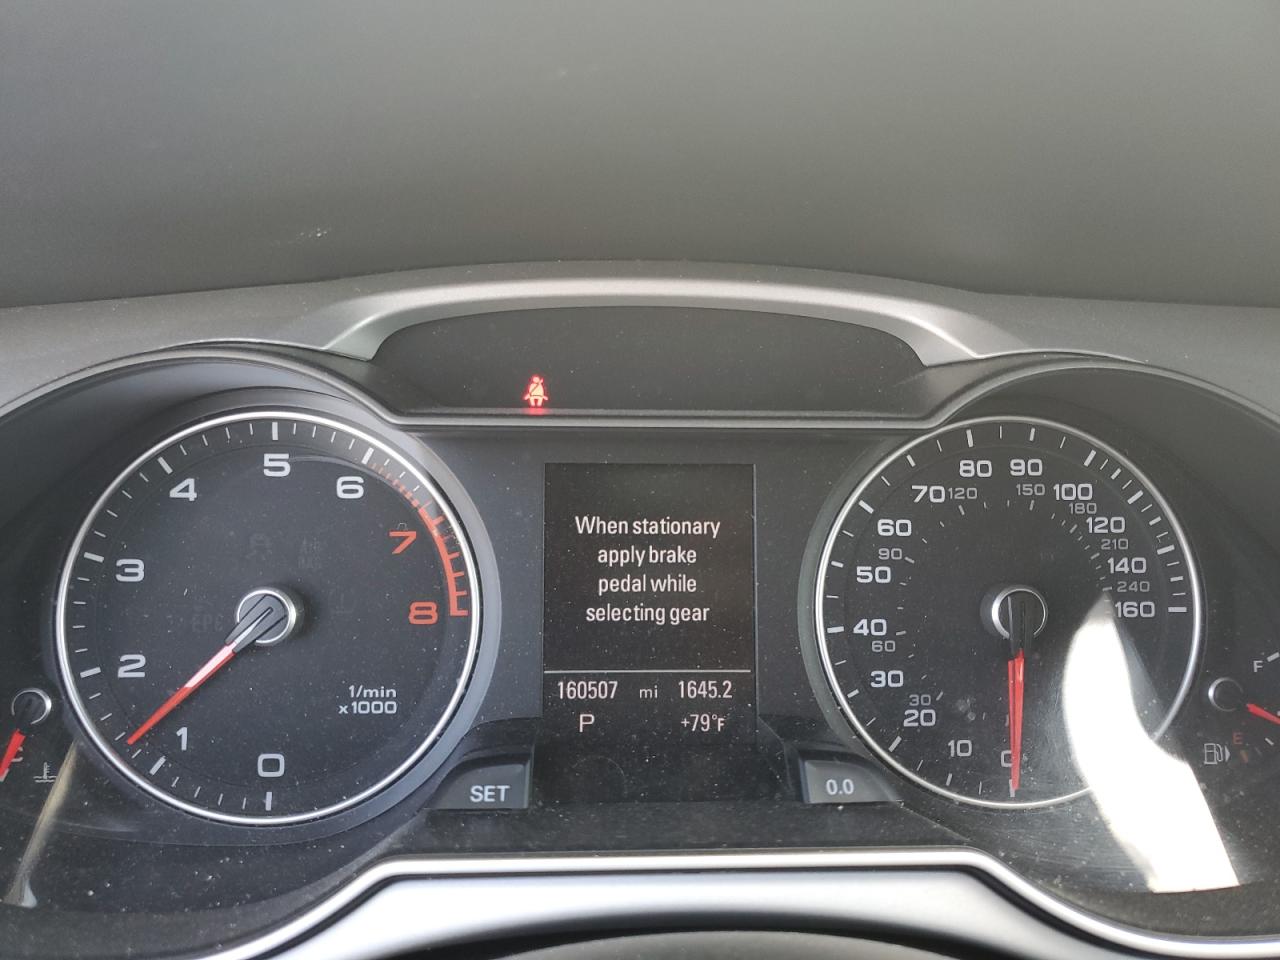 5
4
6
7
3
8
2
1/min
x1000
1
0
SET
EPC
When stationary
apply brake
pedal while
selecting gear
160507 mi 1645.2
P +79°F
0.0
80 90
70 120 150 100
180
60 120
90 210
50 140
240
160
40
60
30
30
20
10
0
F
E